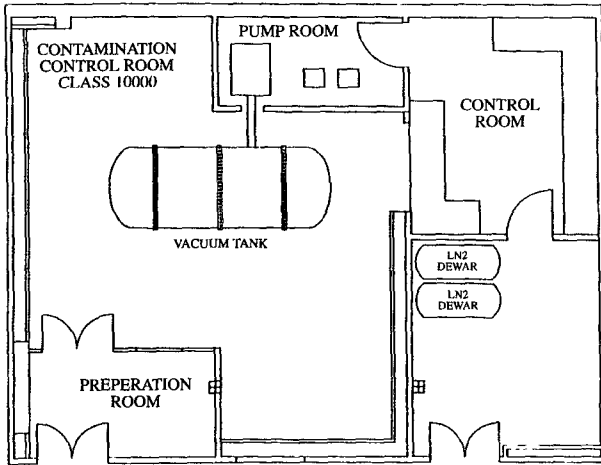 CONTAMINATION
CONTROL ROOM
CLASS 10000
PUMP ROOM
CONTROL
ROOM
VACUUM TANK
LN2
DEWAR
LN2
DEWAR
PREPERATION
ROOM